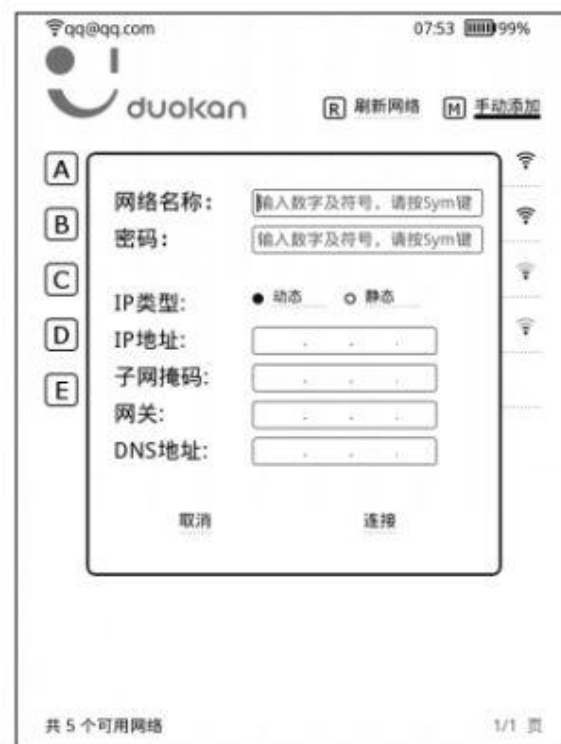 qq@qq.com 07:53 99%
duokan R 刷新网络 M 手动添加
A
网络名称: 输入数字及符号，请按Sym键
B
密码: 输入数字及符号，请按Sym键
C
IP类型: 动态 静态
D
IP地址: . . .
子网掩码: . . .
E
网关: . . .
DNS地址: . . .
取消 连接
共 5 个可用网络 1/1 页